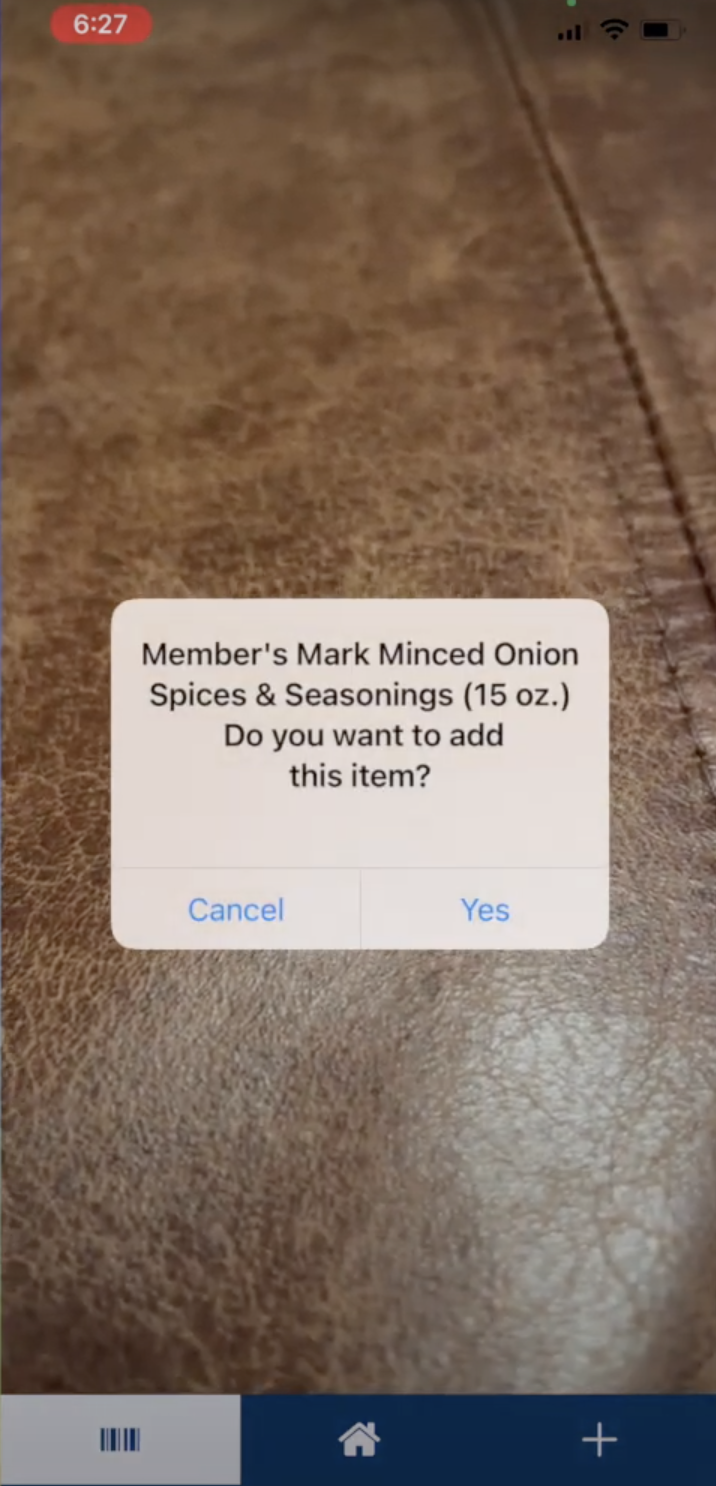 6:27
Member's Mark Minced Onion
Spices & Seasonings (15 oz.)
Do you want to add
this item?
Cancel
Yes